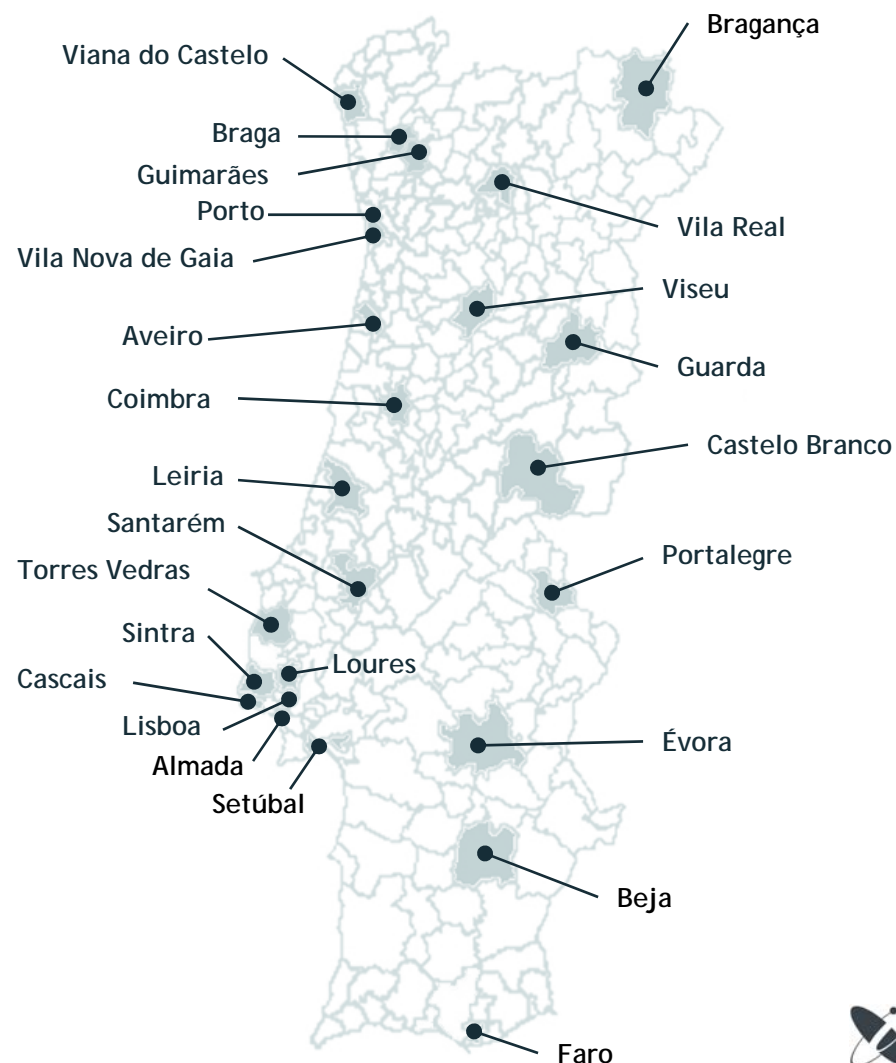 Bragança
Viana do Castelo
Braga
Guimarães
Porto
Vila Real
Vila Nova de Gaia
Viseu
Aveiro
Guarda
Coimbra
Castelo Branco
Leiria
Santarém
Portalegre
Torres Vedras
Sintra
Loures
Cascais
Lisboa
Évora
Almada
Setúbal
Beja
Faro